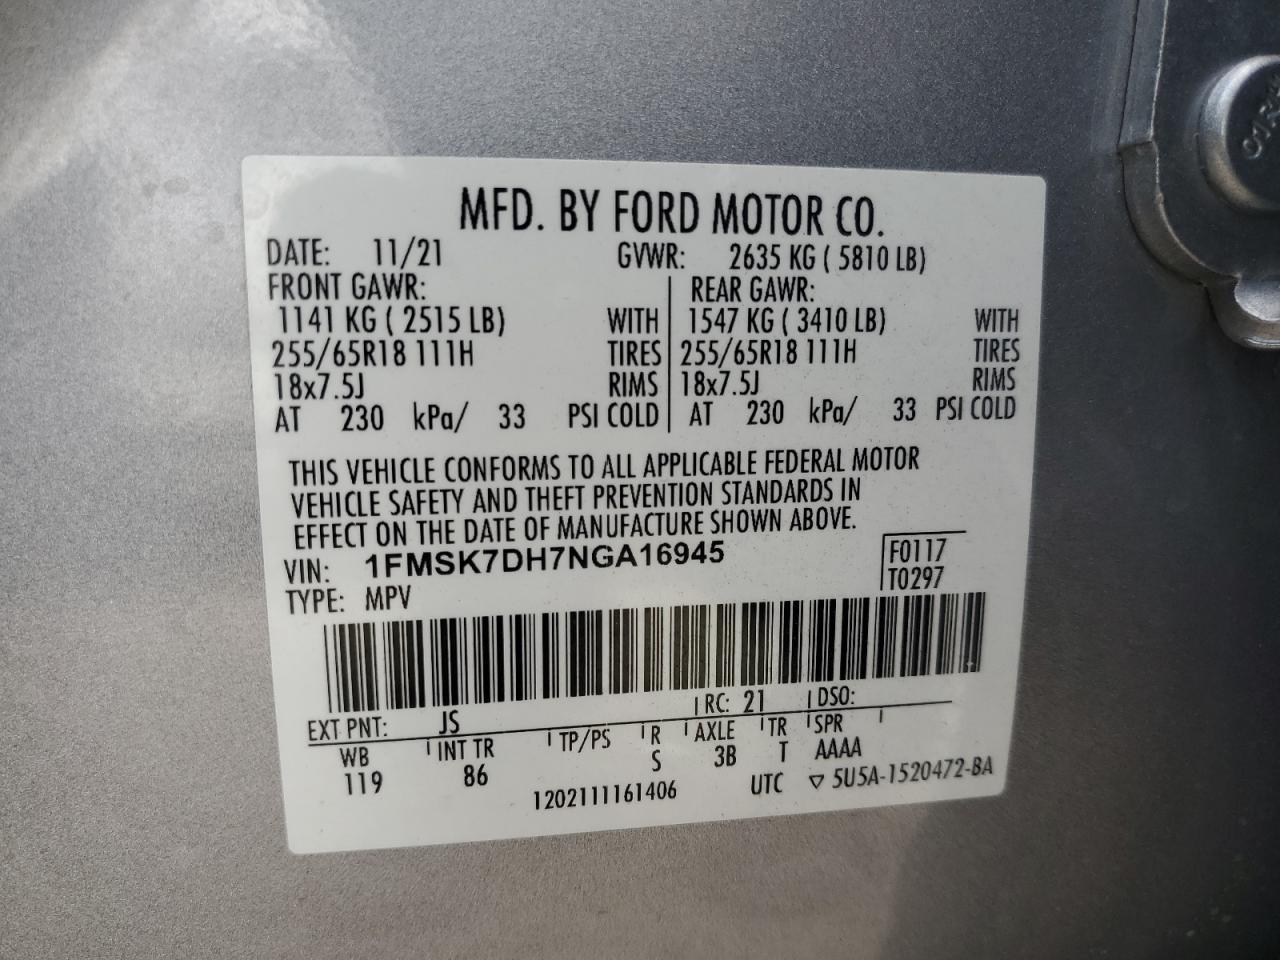 MFD. BY FORD MOTOR CO.
DATE: 11/21 GVWR: 2635 KG ( 5810 LB)
FRONT GAWR: REAR GAWR:
1141 KG ( 2515 LB) WITH 1547 KG ( 3410 LB) WITH
255/65R18 111H TIRES 255/65R18 111H TIRES
18x7.5J RIMS 18x7.5J RIMS
AT 230 kPa/ 33 PSI COLD AT 230 kPa/ 33 PSI COLD
THIS VEHICLE CONFORMS TO ALL APPLICABLE FEDERAL MOTOR
VEHICLE SAFETY AND THEFT PREVENTION STANDARDS IN
EFFECT ON THE DATE OF MANUFACTURE SHOWN ABOVE.
VIN: 1FMSK7DH7NGA16945 F0117
TYPE: MPV T0297
EXT PNT: JS RC: 21 DSO:
WB INT TR TP/PS R AXLE TR SPR
119 86 S 3B T AAAA
1202111161406 UTC ▽ 5U5A-1520472-BA